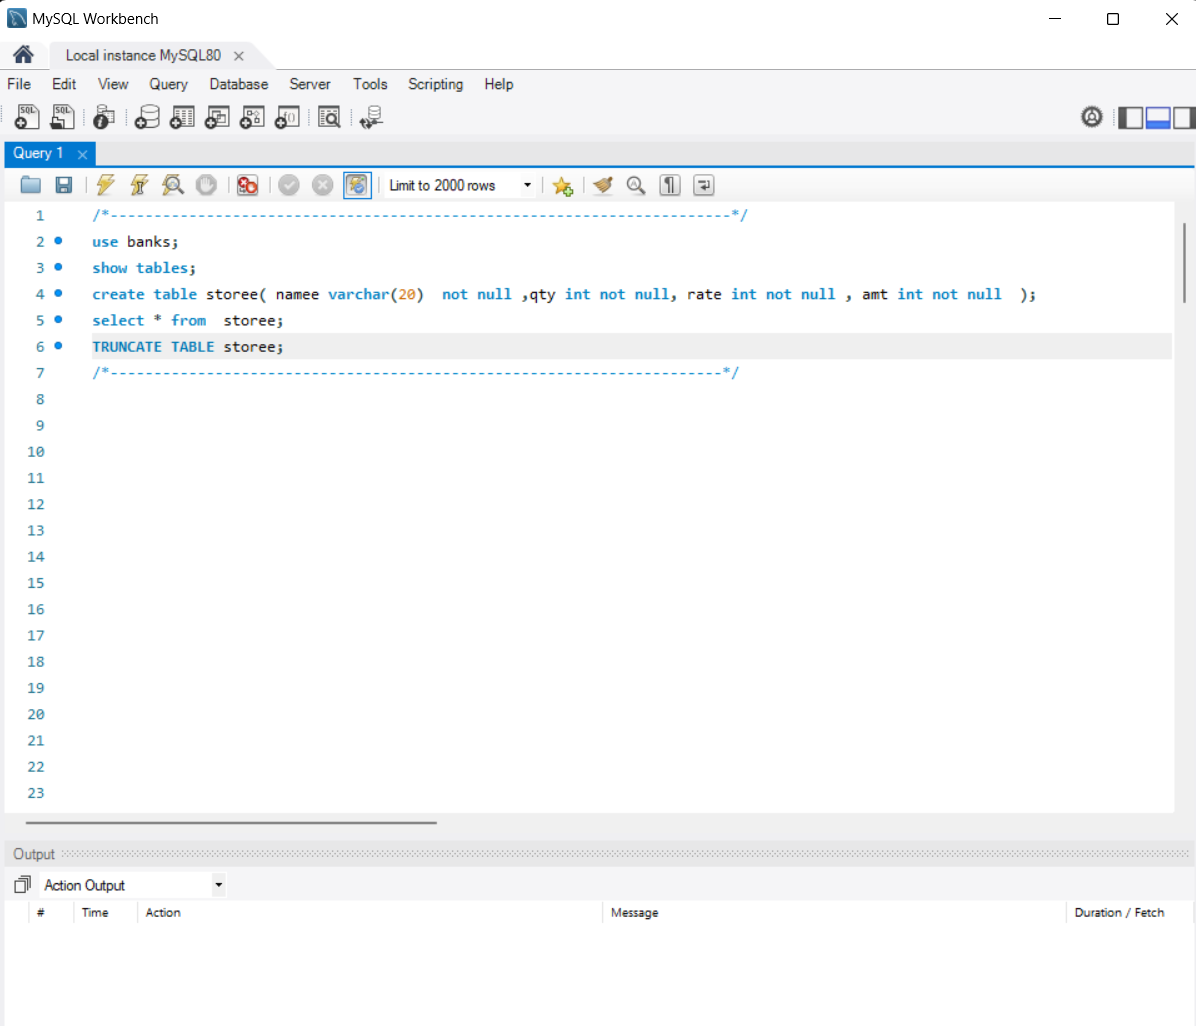 MySQL Workbench
Local instance MySQL80
File Edit View Query Database Server Tools Scripting Help
SQL SQL
Query 1
Limit to 2000 rows
1 /*-----------------------------------------------------------------------*/
2 use banks;
3 show tables;
4 create table storee( namee varchar(20)  not null ,qty int not null, rate int not null , amt int not null  );
5 select * from  storee;
6 TRUNCATE TABLE storee;
7 /*----------------------------------------------------------------------*/
8
9
10
11
12
13
14
15
16
17
18
19
20
21
22
23
Output
Action Output
# Time Action Message Duration / Fetch